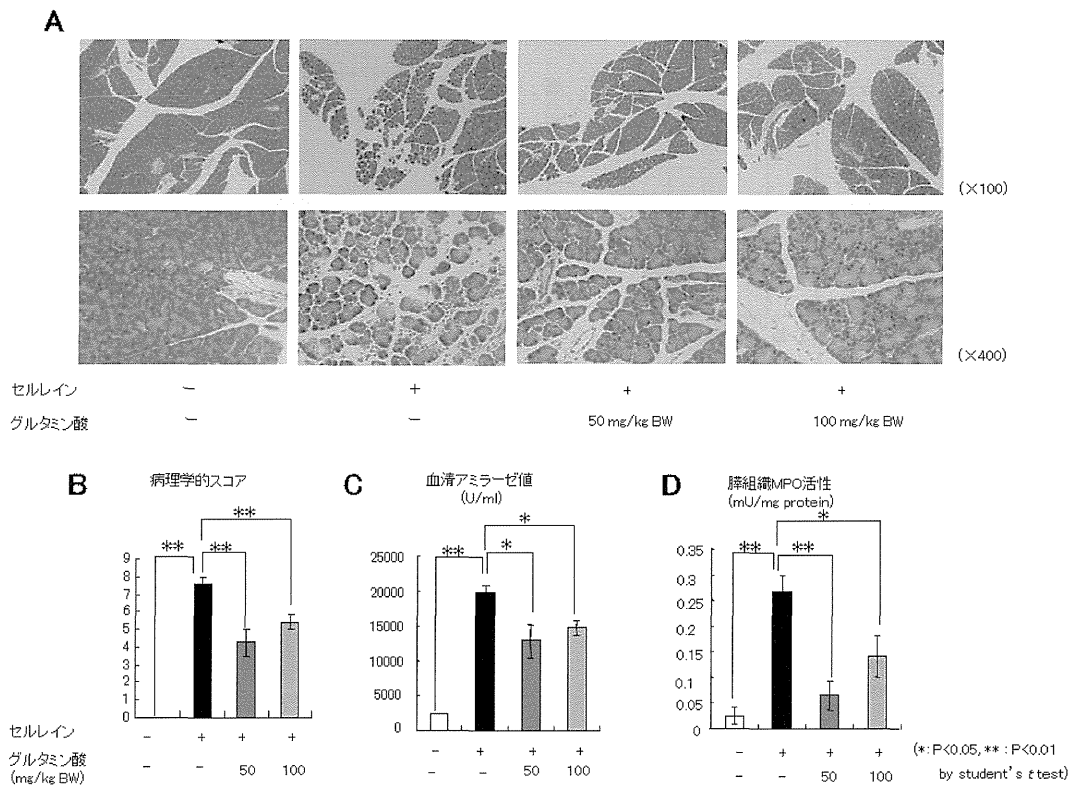 A
(×100)
(×400)
セルレイン － + + +
グルタミン酸 － － 50 mg/kg BW 100 mg/kg BW
B 病理学的スコア
** ** **
9
8
7
6
5
4
3
2
1
0
C 血清アミラーゼ値
(U/ml)
** * *
25000
20000
15000
10000
5000
0
D 膵組織MPO活性
(mU/mg protein)
** ** *
0.35
0.3
0.25
0.2
0.15
0.1
0.05
0
セルレイン - + + + - + + + - + + +
グルタミン酸
(mg/kg BW) - - 50 100 - - 50 100 - - 50 100
(*: P<0.05, ** : P<0.01
by student's t test)